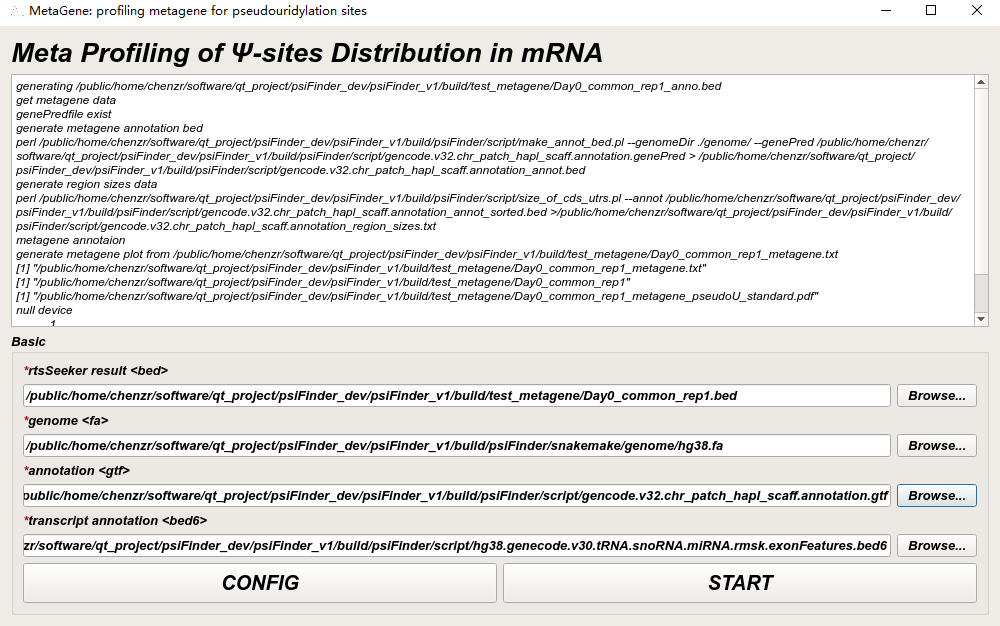 MetaGene: profiling metagene for pseudouridylation sites
Meta Profiling of Ψ-sites Distribution in mRNA
generating /public/home/chenzr/software/qt_project/psiFinder_dev/psiFinder_v1/build/test_metagene/Day0_common_rep1_anno.bed
get metagene data
genePredfile exist
generate metagene annotation bed
perl /public/home/chenzr/software/qt_project/psiFinder_dev/psiFinder_v1/build/psiFinder/script/make_annot_bed.pl --genomeDir ./genome/ --genePred /public/home/chenzr/
software/qt_project/psiFinder_dev/psiFinder_v1/build/psiFinder/script/gencode.v32.chr_patch_hapl_scaff.annotation.genePred > /public/home/chenzr/software/qt_project/
psiFinder_dev/psiFinder_v1/build/psiFinder/script/gencode.v32.chr_patch_hapl_scaff.annotation_annot.bed
generate region sizes data
perl /public/home/chenzr/software/qt_project/psiFinder_dev/psiFinder_v1/build/psiFinder/script/size_of_cds_utrs.pl --annot /public/home/chenzr/software/qt_project/psiFinder_dev/
psiFinder_v1/build/psiFinder/script/gencode.v32.chr_patch_hapl_scaff.annotation_annot_sorted.bed >/public/home/chenzr/software/qt_project/psiFinder_dev/psiFinder_v1/build/
psiFinder/script/gencode.v32.chr_patch_hapl_scaff.annotation_region_sizes.txt
metagene annotaion
generate metagene plot from /public/home/chenzr/software/qt_project/psiFinder_dev/psiFinder_v1/build/test_metagene/Day0_common_rep1_metagene.txt
[1] "/public/home/chenzr/software/qt_project/psiFinder_dev/psiFinder_v1/build/test_metagene/Day0_common_rep1_metagene.txt"
[1] "/public/home/chenzr/software/qt_project/psiFinder_dev/psiFinder_v1/build/test_metagene/Day0_common_rep1"
[1] "/public/home/chenzr/software/qt_project/psiFinder_dev/psiFinder_v1/build/test_metagene/Day0_common_rep1_metagene_pseudoU_standard.pdf"
null device
1
Basic
*rtsSeeker result <bed>
/public/home/chenzr/software/qt_project/psiFinder_dev/psiFinder_v1/build/test_metagene/Day0_common_rep1.bed Browse...
*genome <fa>
/public/home/chenzr/software/qt_project/psiFinder_dev/psiFinder_v1/build/psiFinder/snakemake/genome/hg38.fa Browse...
*annotation <gtf>
public/home/chenzr/software/qt_project/psiFinder_dev/psiFinder_v1/build/psiFinder/script/gencode.v32.chr_patch_hapl_scaff.annotation.gtf Browse...
*transcript annotation <bed6>
zr/software/qt_project/psiFinder_dev/psiFinder_v1/build/psiFinder/script/hg38.genecode.v30.tRNA.snoRNA.miRNA.rmsk.exonFeatures.bed6 Browse...
CONFIG START